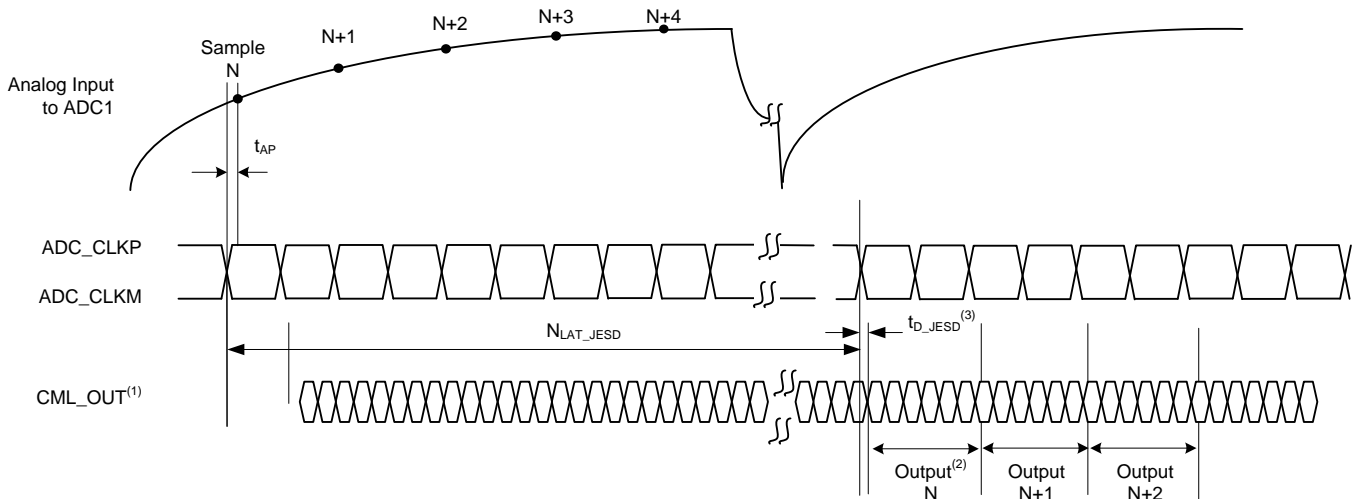 N+1
N+2
N+3
N+4
Sample
N
Analog Input
to ADC1
tAP
ADC_CLKP
ADC_CLKM
NLAT_JESD
tD_JESD(3)
CML_OUT(1)
Output(2)
N
Output
N+1
Output
N+2